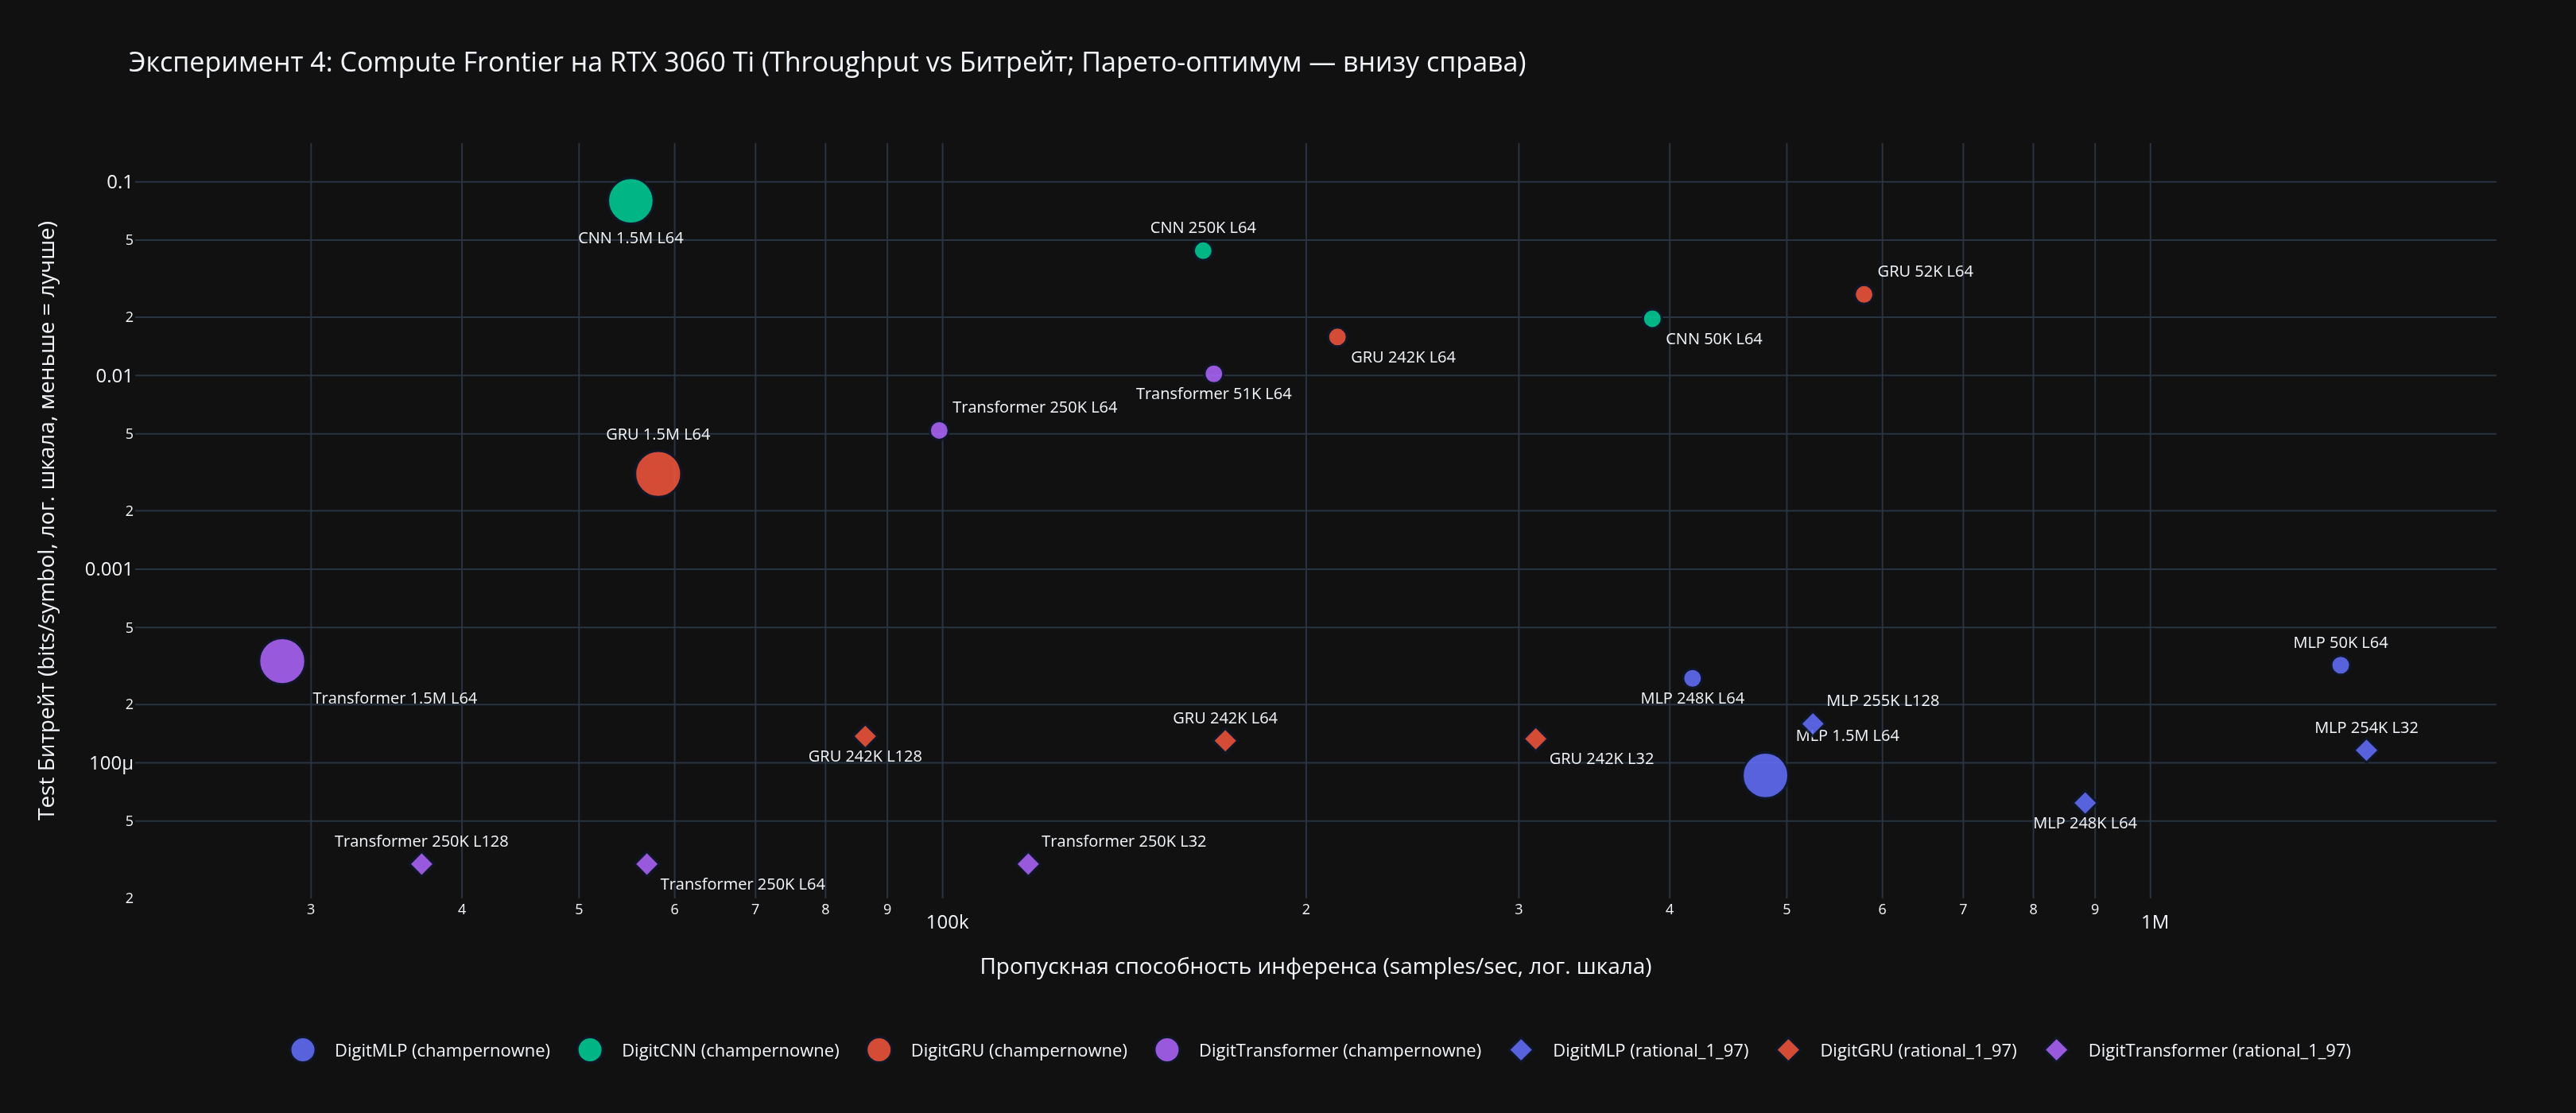 Эксперимент 4: Compute Frontier на RTX 3060 Ti (Throughput vs Битрейт; Парето-оптимум — внизу справа)
Test Битрейт (bits/symbol, лог. шкала, меньше = лучше)
0.1
5
2
0.01
5
2
0.001
5
2
100µ
5
2
CNN 1.5M L64
CNN 250K L64
GRU 52K L64
CNN 50K L64
GRU 242K L64
Transformer 51K L64
Transformer 250K L64
GRU 1.5M L64
MLP 50K L64
Transformer 1.5M L64
MLP 248K L64
MLP 255K L128
GRU 242K L64
MLP 254K L32
MLP 1.5M L64
GRU 242K L128
GRU 242K L32
MLP 248K L64
Transformer 250K L128
Transformer 250K L32
Transformer 250K L64
3 4 5 6 7 8 9 100k 2 3 4 5 6 7 8 9 1M
Пропускная способность инференса (samples/sec, лог. шкала)
DigitMLP (champernowne) DigitCNN (champernowne) DigitGRU (champernowne) DigitTransformer (champernowne) DigitMLP (rational_1_97) DigitGRU (rational_1_97) DigitTransformer (rational_1_97)